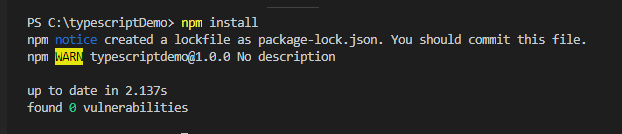 PS C:\typescriptDemo> npm install
npm notice created a lockfile as package-lock.json. You should commit this file.
npm WARN typescriptdemo@1.0.0 No description
up to date in 2.137s
found 0 vulnerabilities